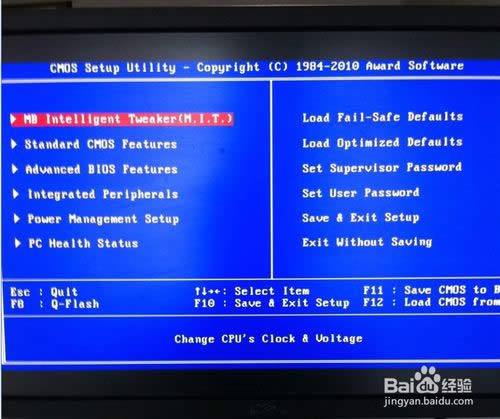 CMOS Setup Utility - Copyright (C) 1984-2010 Award Software
MB Intelligent Tweaker(M.I.T.)
Standard CMOS Features
Advanced BIOS Features
Integrated Peripherals
Power Management Setup
PC Health Status
Load Fail-Safe Defaults
Load Optimized Defaults
Set Supervisor Password
Set User Password
Save & Exit Setup
Exit Without Saving
Esc : Quit ↑↓→←: Select Item F11 : Save CMOS to B
F8 : Q-Flash F10 : Save & Exit Setup F12 : Load CMOS from
Change CPU's Clock & Voltage
Baidu经验
jingyan.baidu.com